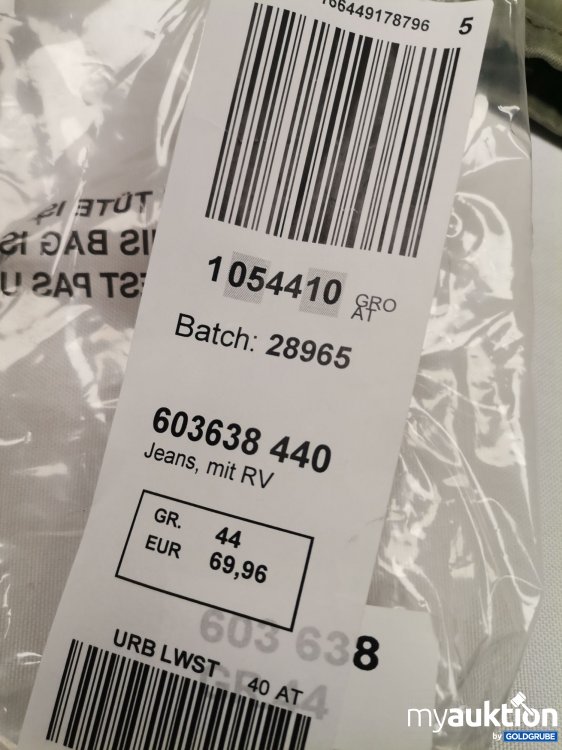 166449178796 5
1054410 GRO
AT
Batch: 28965
603638 440
Jeans, mit RV
GR. 44
EUR 69,96
603 638
URB LWST 40 AT
TÜTE IS
IS BAG IS
EST PAS U
myauktion
by GOLDGRUBE